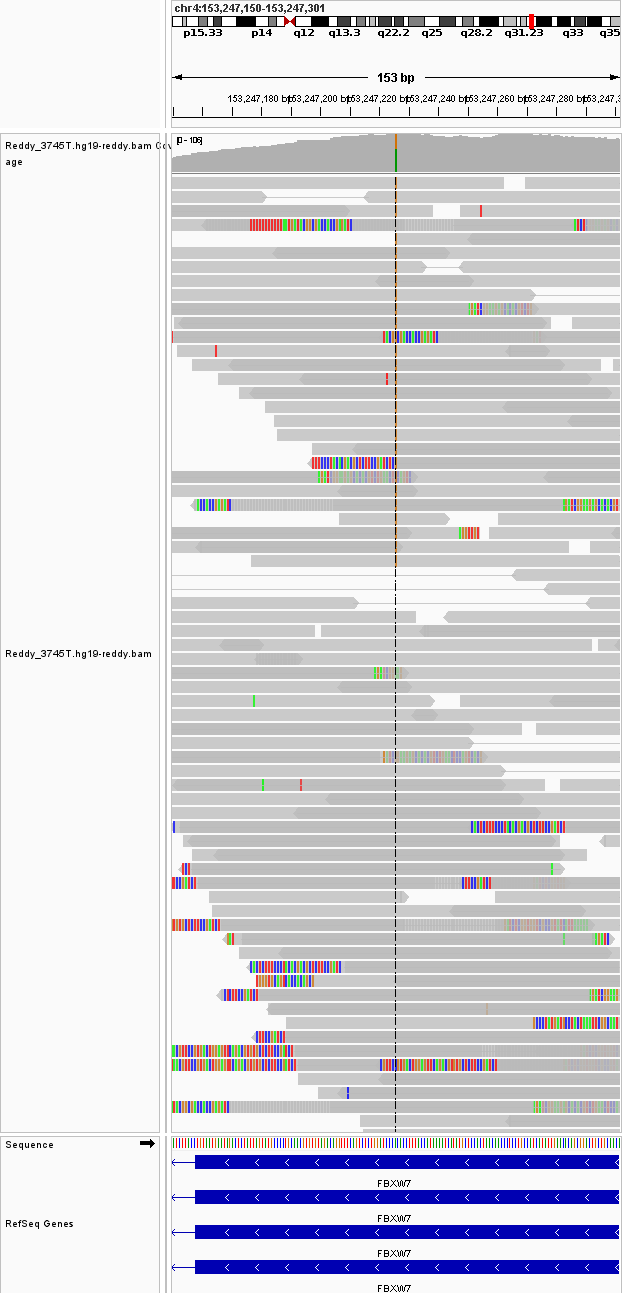 chr4:153,247,150-153,247,301
p15.33 p14 q12 q13.3 q22.2 q25 q28.2 q31.23 q33 q35
153 bp
153,247,180 bp 153,247,200 bp 153,247,220 bp 153,247,240 bp 153,247,260 bp 153,247,280 bp 153,247,3
Reddy_3745T.hg19-reddy.bam Cov
age
[0 - 106]
Reddy_3745T.hg19-reddy.bam
Sequence
FBXW7
FBXW7
RefSeq Genes
FBXW7
FBXW7